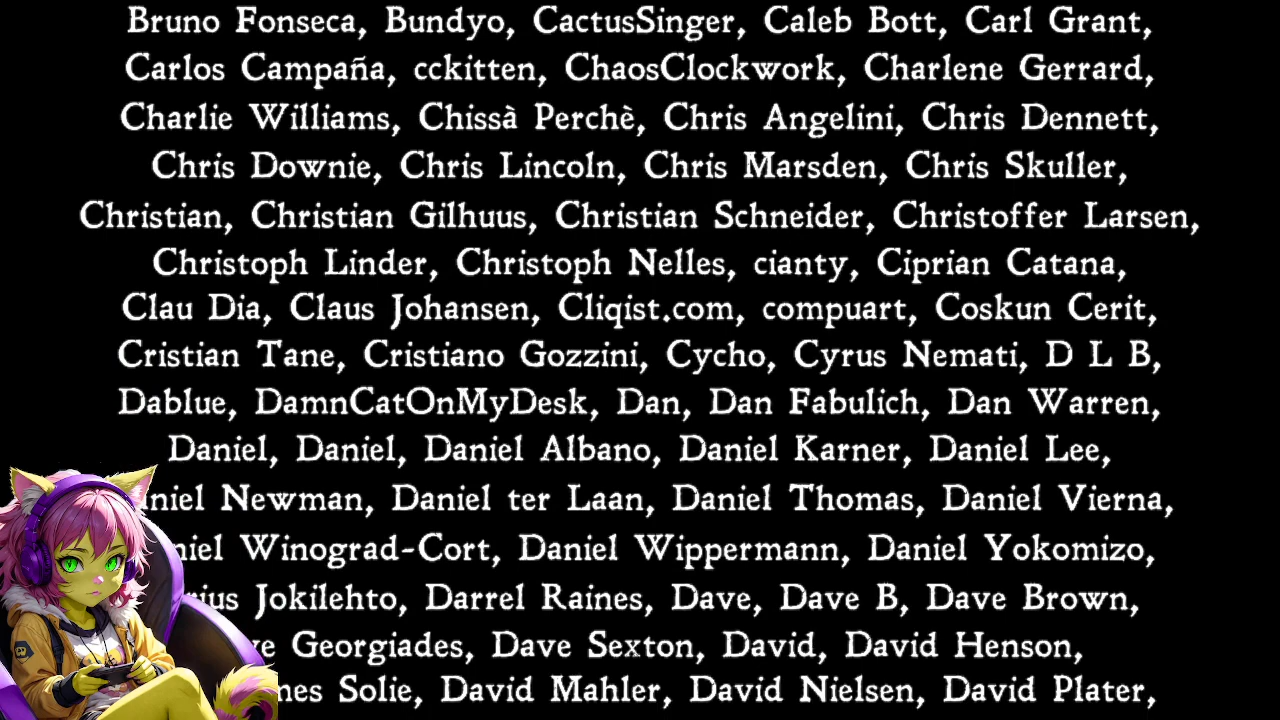 Bruno Fonseca, Bundyo, CactusSinger, Caleb Bott, Carl Grant,
Carlos Campaña, cckitten, ChaosClockwork, Charlene Gerrard,
Charlie Williams, Chissà Perchè, Chris Angelini, Chris Dennett,
Chris Downie, Chris Lincoln, Chris Marsden, Chris Skuller,
Christian, Christian Gilhuus, Christian Schneider, Christoffer Larsen,
Christoph Linder, Christoph Nelles, cianty, Ciprian Catana,
Clau Dia, Claus Johansen, Cliqist.com, compuart, Coskun Cerit,
Cristian Tane, Cristiano Gozzini, Cycho, Cyrus Nemati, D L B,
Dablue, DamnCatOnMyDesk, Dan, Dan Fabulich, Dan Warren,
Daniel, Daniel, Daniel Albano, Daniel Karner, Daniel Lee,
Newman, Daniel ter Laan, Daniel Thomas, Daniel Vierna,
Winograd-Cort, Daniel Wippermann, Daniel Yokomizo,
Jokilehto, Darrel Raines, Dave, Dave B, Dave Brown,
Georgiades, Dave Sexton, David, David Henson,
Solie, David Mahler, David Nielsen, David Plater,